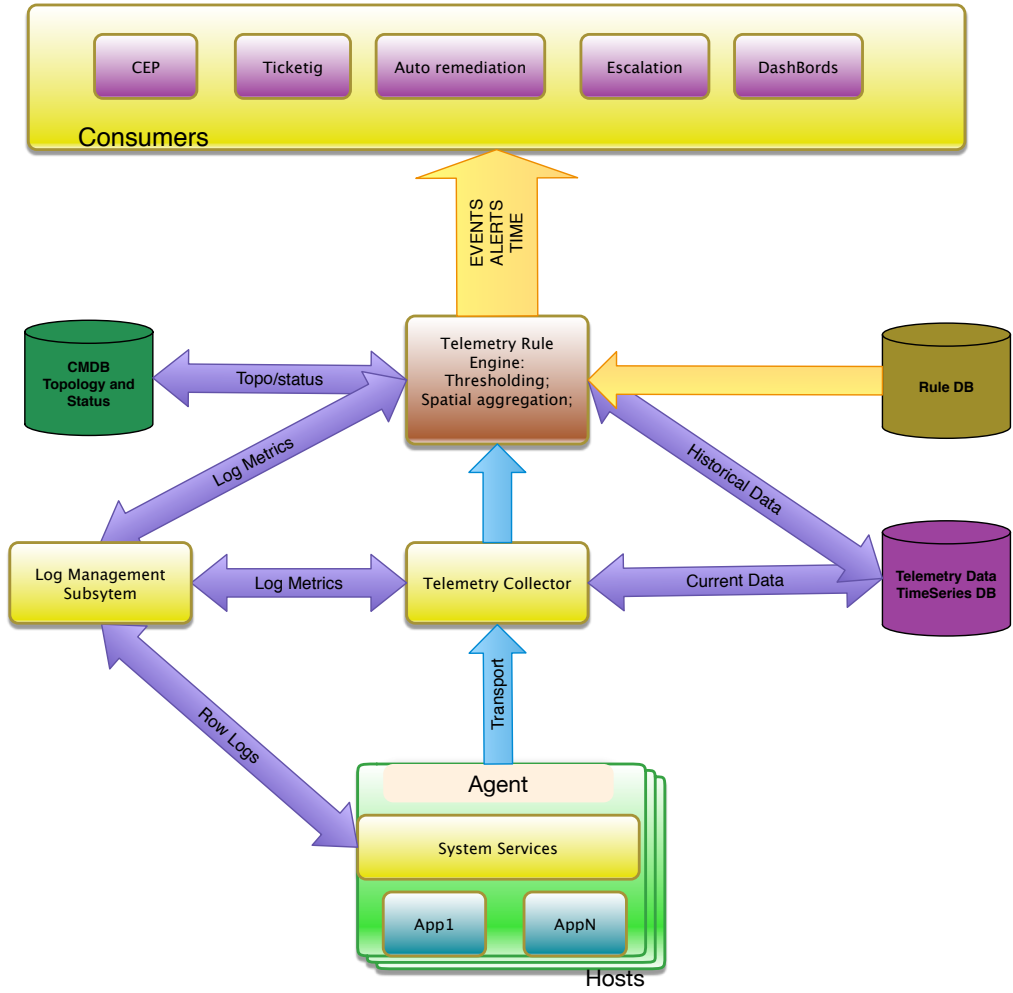 CEP
Ticketig
Auto remediation
Escalation
DashBords
Consumers
EVENTS
ALERTS
TIME
CMDB
Topology and
Status
Topo/status
Telemetry Rule
Engine:
Thresholding;
Spatial aggregation;
Rule DB
Log Metrics
Historical Data
Log Management
Subsytem
Log Metrics
Telemetry Collector
Current Data
Telemetry Data
TimeSeries DB
Row Logs
Transport
Agent
System Services
App1
AppN
Hosts